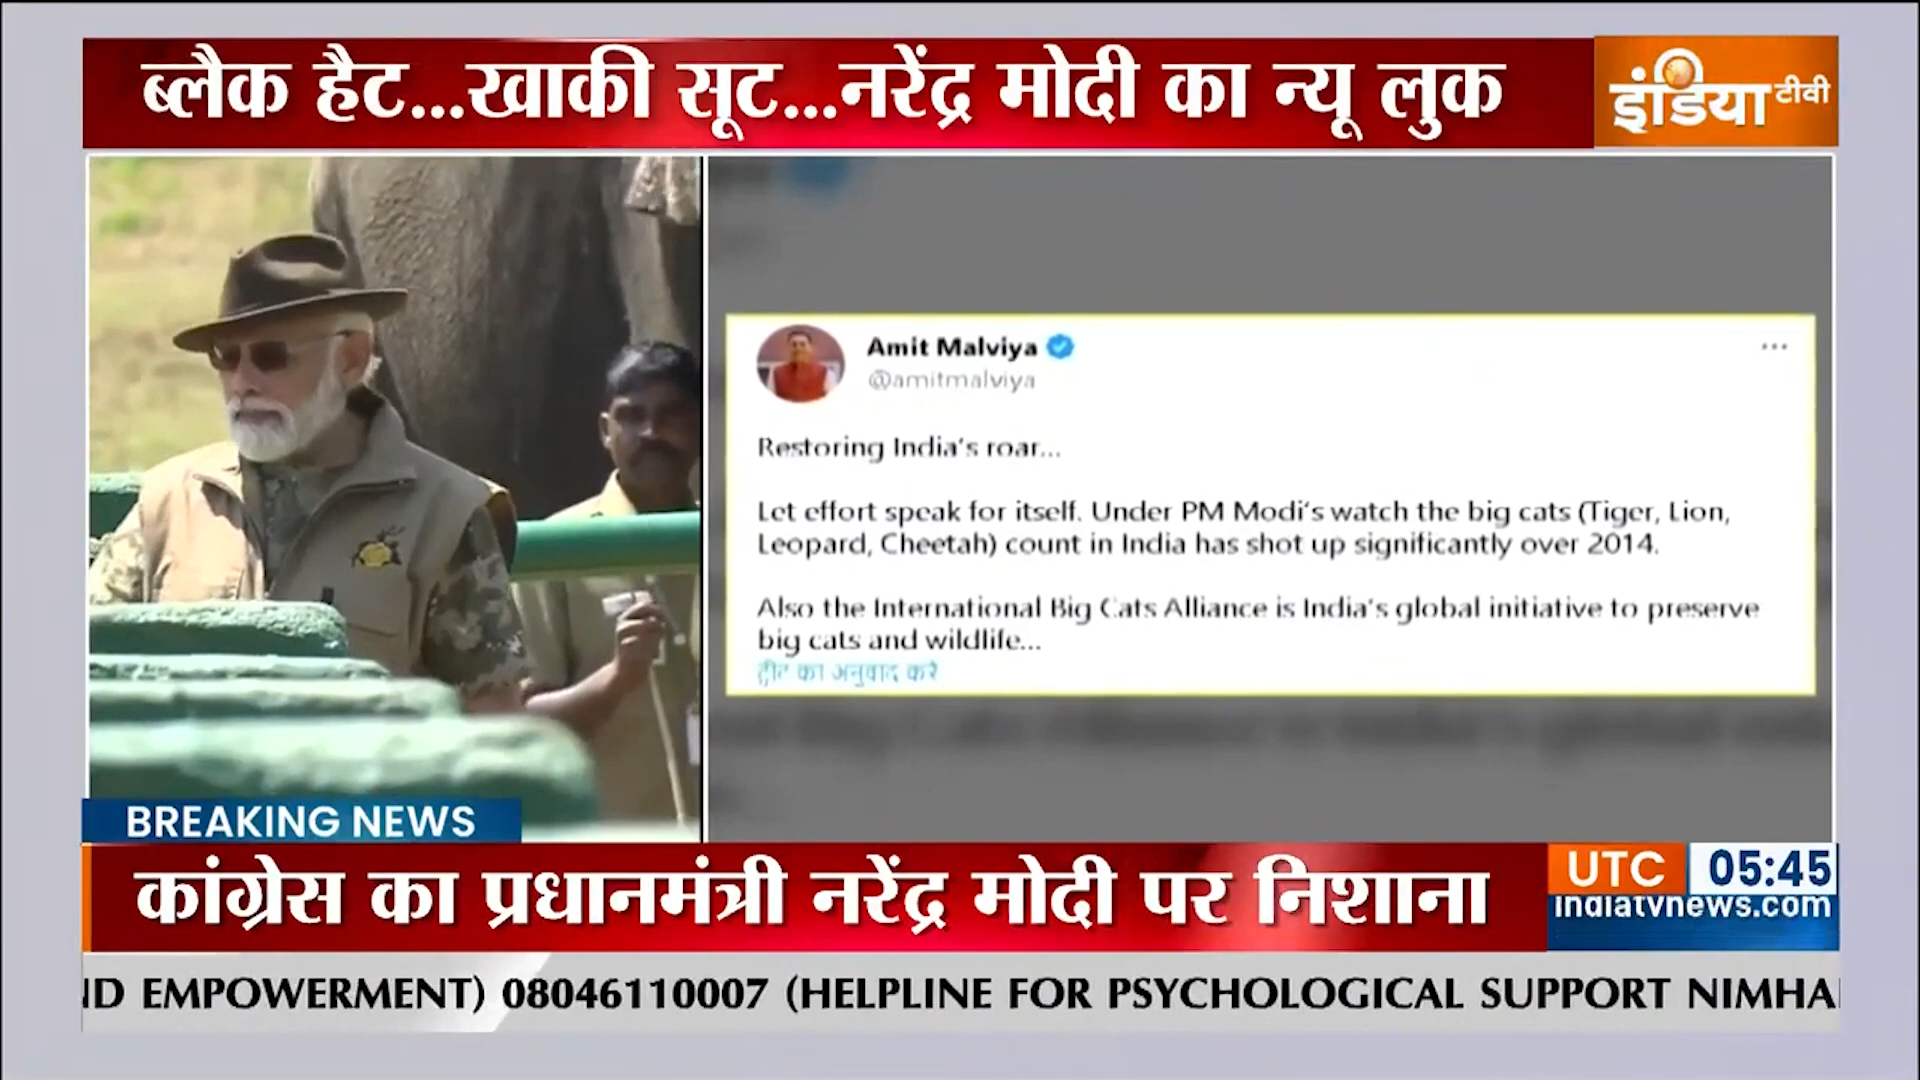 ब्लैक हैट...खाकी सूट...नरेंद्र मोदी का न्यू लुक
इंडिया टीवी
Amit Malviya
@amitmalviya
Restoring India's roar...
Let effort speak for itself. Under PM Modi's watch the big cats (Tiger, Lion,
Leopard, Cheetah) count in India has shot up significantly over 2014.
Also the International Big Cats Alliance is India's global initiative to preserve
big cats and wildlife...
ट्वीट का अनुवाद करें
BREAKING NEWS
कांग्रेस का प्रधानमंत्री नरेंद्र मोदी पर निशाना
UTC 05:45
indiatvnews.com
ND EMPOWERMENT) 08046110007 (HELPLINE FOR PSYCHOLOGICAL SUPPORT NIMHA